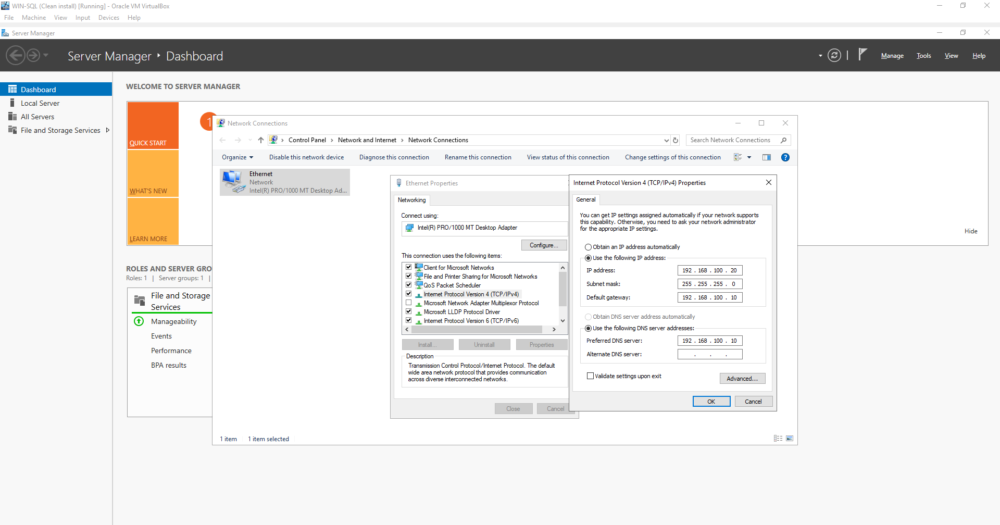 WIN-SQL (Clean install) [Running] - Oracle VM VirtualBox
File Machine View Input Devices Help
Server Manager
Server Manager Dashboard
Manage Tools View Help
Dashboard
Local Server
All Servers
File and Storage Services
WELCOME TO SERVER MANAGER
QUICK START
WHAT'S NEW
LEARN MORE
1
Hide
ROLES AND SERVER GRO
Roles: 1 | Server groups: 1 |
File and Storage
Services
Manageability
Events
Performance
BPA results
Network Connections
Control Panel Network and Internet Network Connections
Search Network Connections
Organize Disable this network device Diagnose this connection Rename this connection View status of this connection Change settings of this connection
Ethernet
Network
Intel(R) PRO/1000 MT Desktop Ad...
1 item 1 item selected
Ethernet Properties
Networking
Connect using:
Intel(R) PRO/1000 MT Desktop Adapter
Configure...
This connection uses the following items:
Client for Microsoft Networks
File and Printer Sharing for Microsoft Networks
QoS Packet Scheduler
Internet Protocol Version 4 (TCP/IPv4)
Microsoft Network Adapter Multiplexor Protocol
Microsoft LLDP Protocol Driver
Internet Protocol Version 6 (TCP/IPv6)
Install... Uninstall Properties
Description
Transmission Control Protocol/Internet Protocol. The default
wide area network protocol that provides communication
across diverse interconnected networks.
Close Cancel
Internet Protocol Version 4 (TCP/IPv4) Properties
General
You can get IP settings assigned automatically if your network supports
this capability. Otherwise, you need to ask your network administrator
for the appropriate IP settings.
Obtain an IP address automatically
Use the following IP address:
IP address: 192 . 168 . 100 . 20
Subnet mask: 255 . 255 . 255 . 0
Default gateway: 192 . 168 . 100 . 10
Obtain DNS server address automatically
Use the following DNS server addresses:
Preferred DNS server: 192 . 168 . 100 . 10
Alternate DNS server: . . .
Validate settings upon exit
Advanced...
OK Cancel